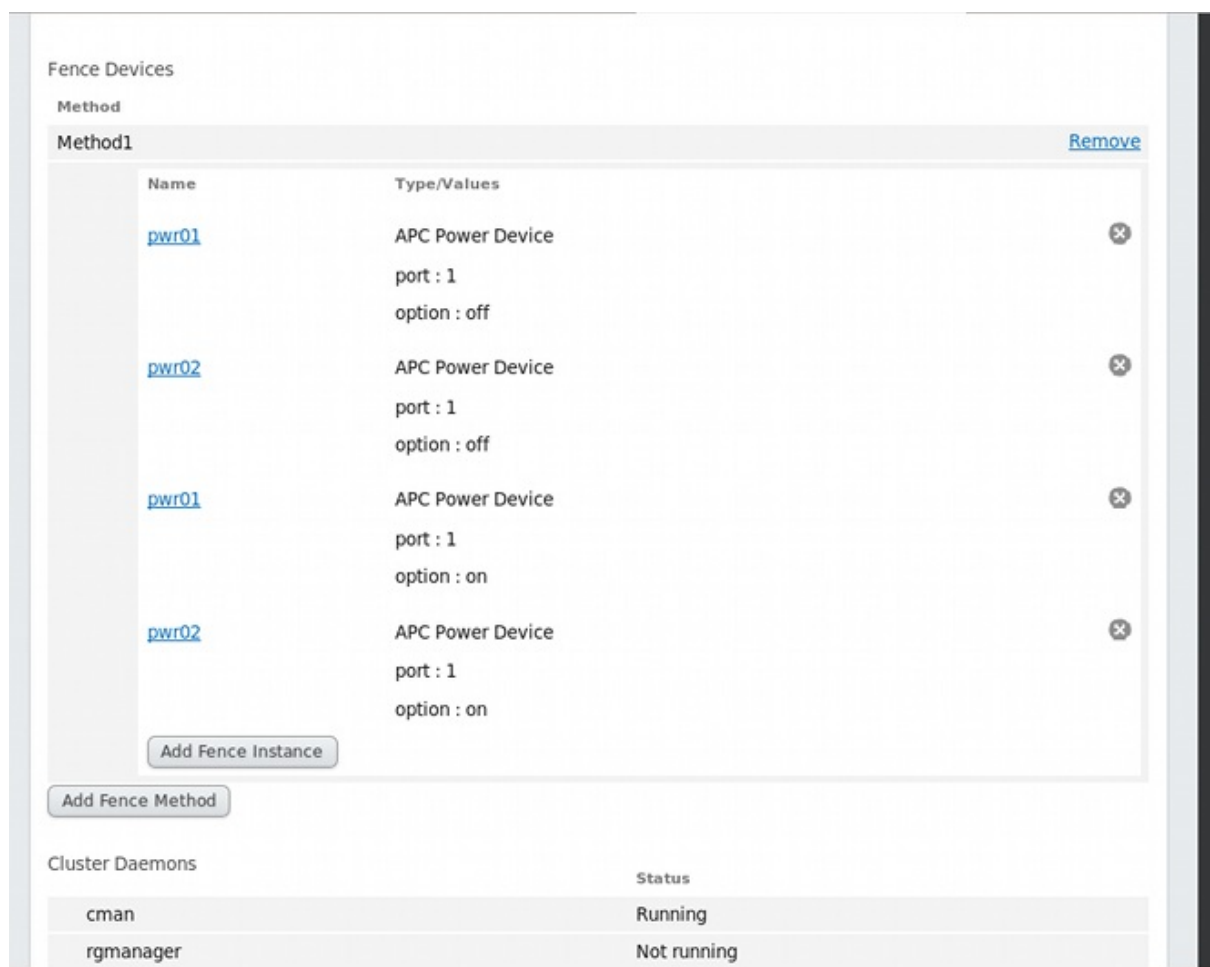 Fence Devices
Method
Method1 Remove
Name Type/Values
pwr01 APC Power Device
port : 1
option : off
pwr02 APC Power Device
port : 1
option : off
pwr01 APC Power Device
port : 1
option : on
pwr02 APC Power Device
port : 1
option : on
Add Fence Instance
Add Fence Method
Cluster Daemons
Status
cman Running
rgmanager Not running